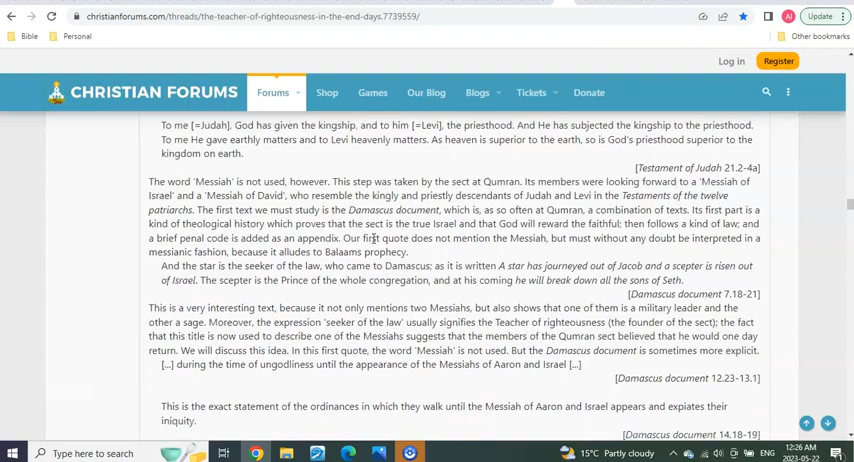 christianforums.com/threads/the-teacher-of-righteousness-in-the-end-days.7739559/
AI
Update
Bible
Personal
Other bookmarks
Log in
Register
CHRISTIAN FORUMS
Forums
Shop
Games
Our Blog
Blogs
Tickets
Donate
To me [=Judah], God has given the kingship, and to him [=Levi], the priesthood. And He has subjected the kingship to the priesthood.
To me He gave earthly matters and to Levi heavenly matters. As heaven is superior to the earth, so is God's priesthood superior to the
kingdom on earth.
[Testament of Judah 21.2-4a]
The word 'Messiah' is not used, however. This step was taken by the sect at Qumran. Its members were looking forward to a 'Messiah of
Israel' and a 'Messiah of David', who resemble the kingly and priestly descendants of Judah and Levi in the Testaments of the twelve
patriarchs. The first text we must study is the Damascus document, which is, as so often at Qumran, a combination of texts. Its first part is a
kind of theological history which proves that the sect is the true Israel and that God will reward the faithful; then follows a kind of law; and
a brief penal code is added as an appendix. Our first quote does not mention the Messiah, but must without any doubt be interpreted in a
messianic fashion, because it alludes to Balaams prophecy.
And the star is the seeker of the law, who came to Damascus; as it is written A star has journeyed out of Jacob and a scepter is risen out
of Israel. The scepter is the Prince of the whole congregation, and at his coming he will break down all the sons of Seth.
[Damascus document 7.18-21]
This is a very interesting text, because it not only mentions two Messiahs, but also shows that one of them is a military leader and the
other a sage. Moreover, the expression 'seeker of the law' usually signifies the Teacher of righteousness (the founder of the sect); the fact
that this title is now used to describe one of the Messiahs suggests that the members of the Qumran sect believed that he would one day
return. We will discuss this idea. In this first quote, the word 'Messiah' is not used. But the Damascus document is sometimes more explicit.
[...] during the time of ungodliness until the appearance of the Messiahs of Aaron and Israel [...]
[Damascus document 12.23-13.1]
This is the exact statement of the ordinances in which they walk until the Messiah of Aaron and Israel appears and expiates their
iniquity.
[Damascus document 14.18-19]
Type here to search
15°C Partly cloudy
ENG
12:26 AM
2023-05-22